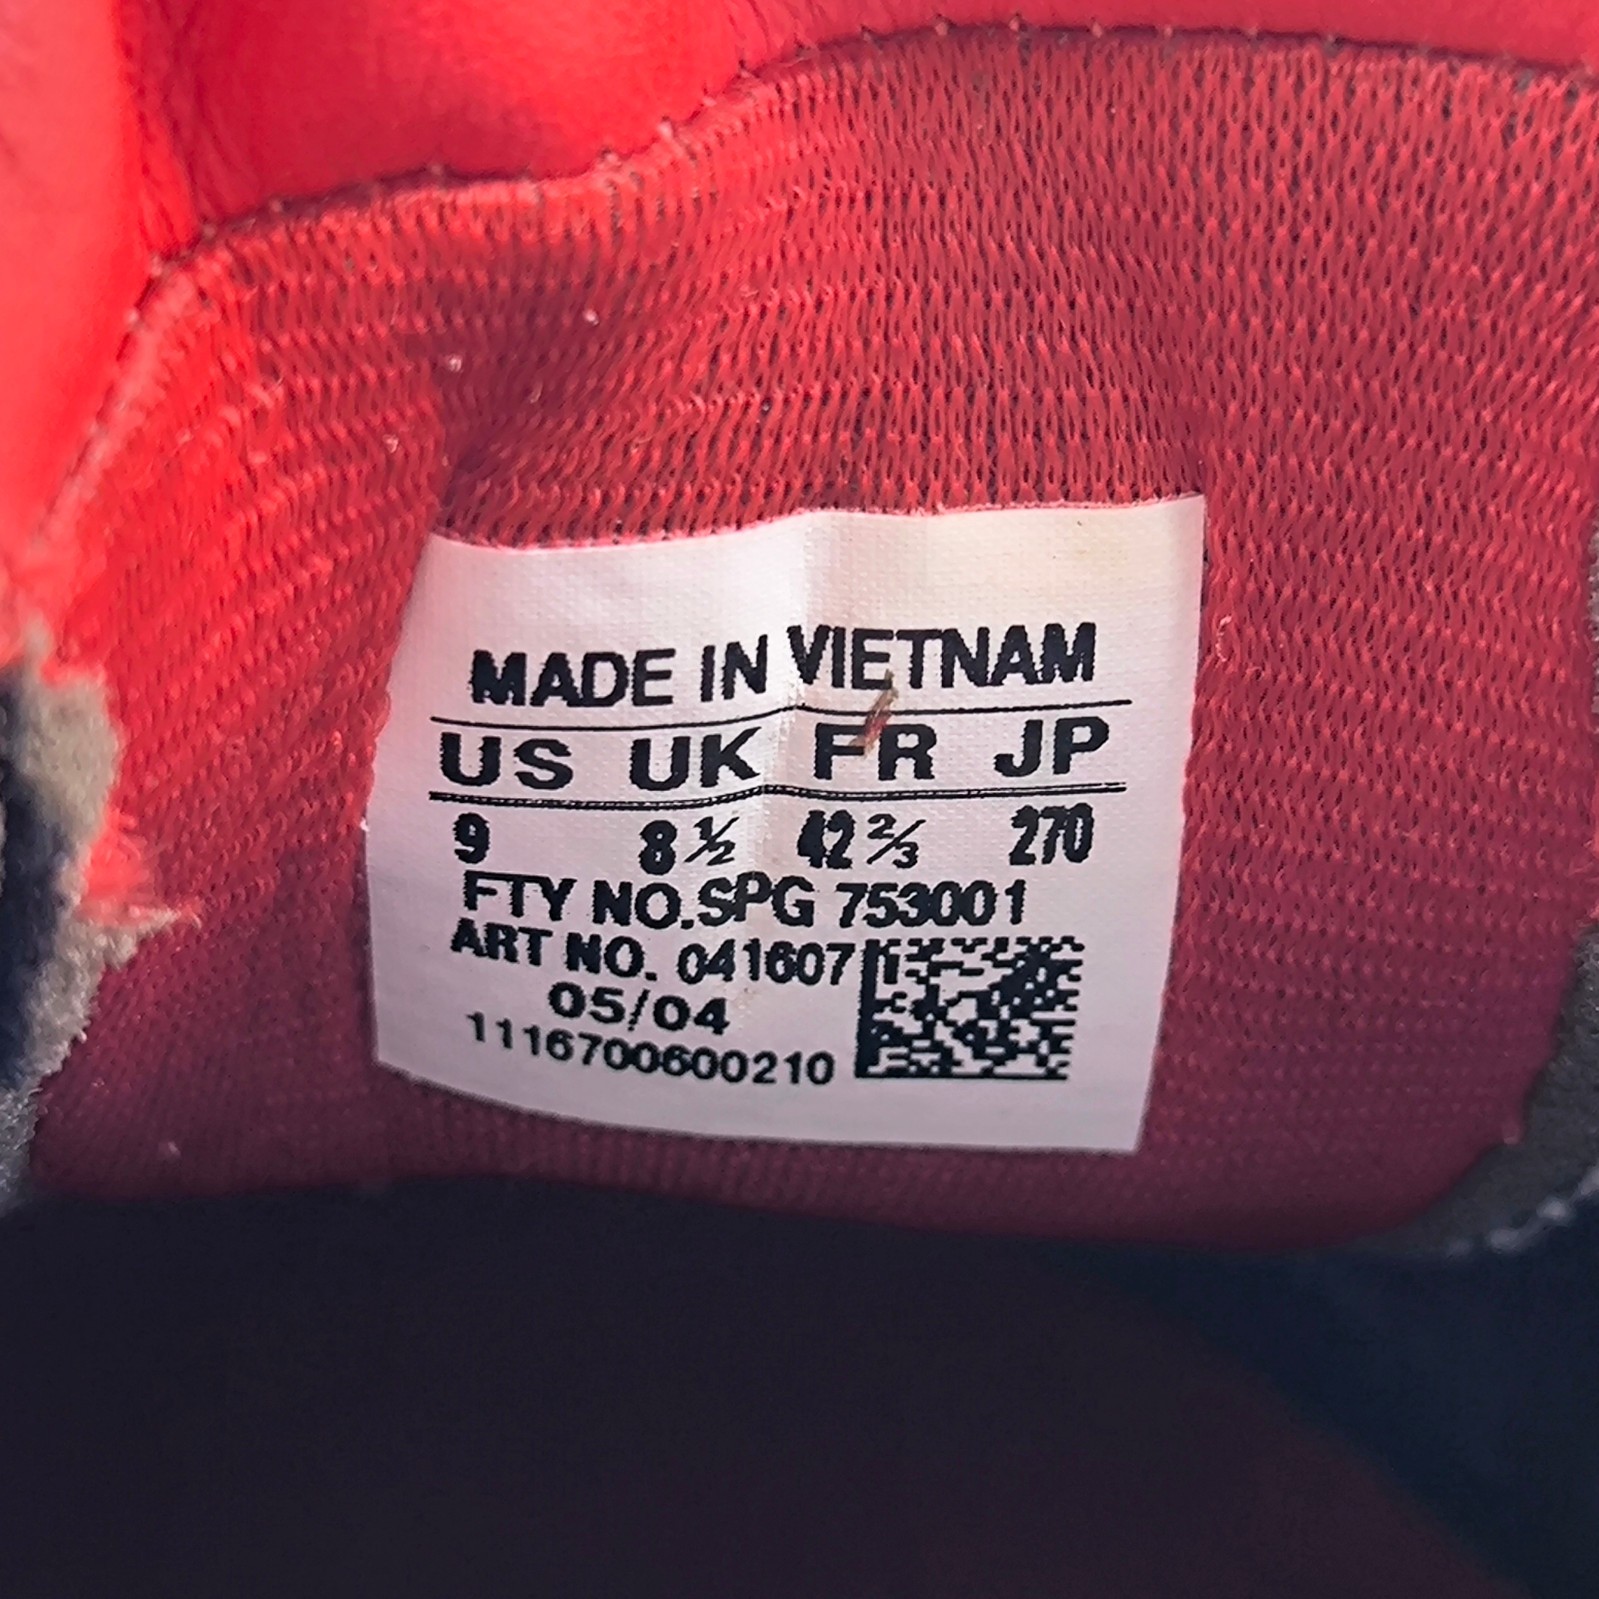 MADE IN VIETNAM
US UK FR JP
9 8½ 42⅔ 270
FTY NO.SPG 753001
ART NO. 041607
05/04
1116700600210